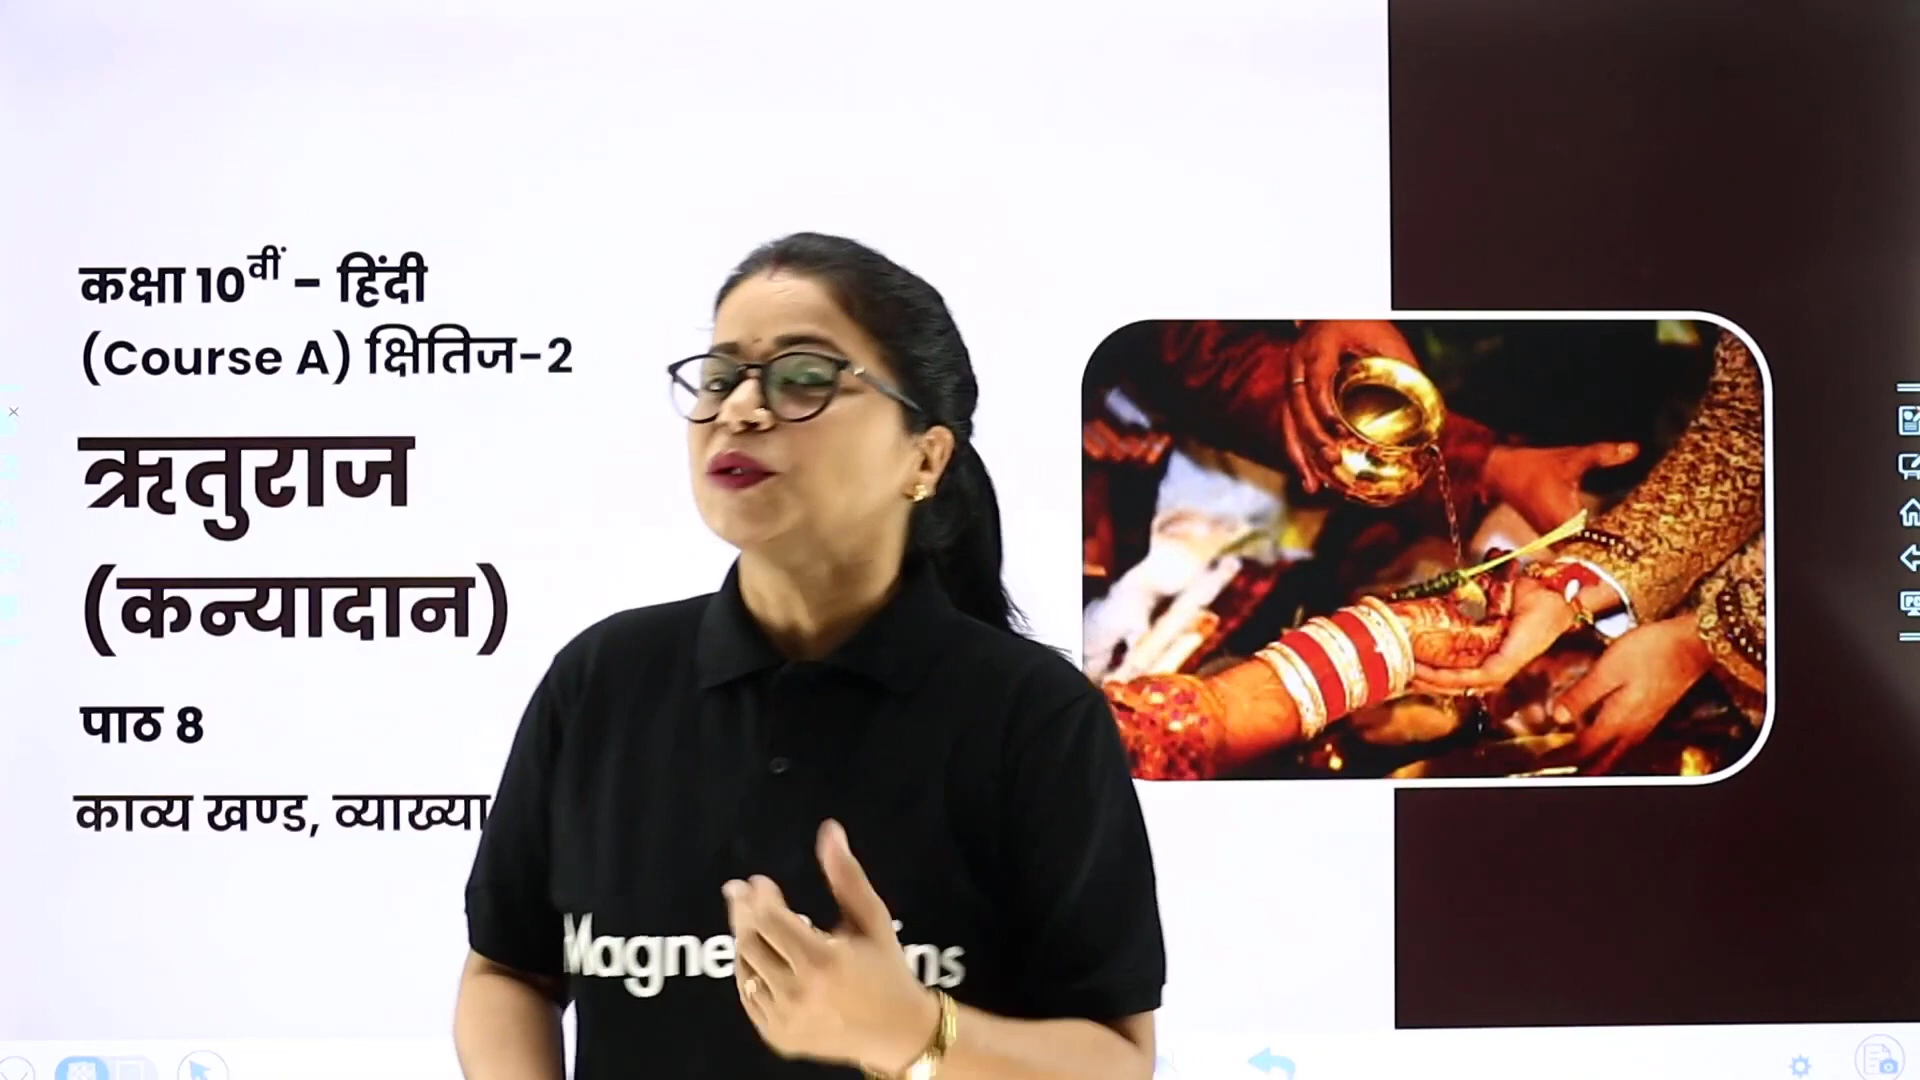 कक्षा 10वीं - हिंदी
(Course A) क्षितिज-2
ऋतुराज
(कन्यादान)
पाठ 8
काव्य खण्ड, व्याख्या